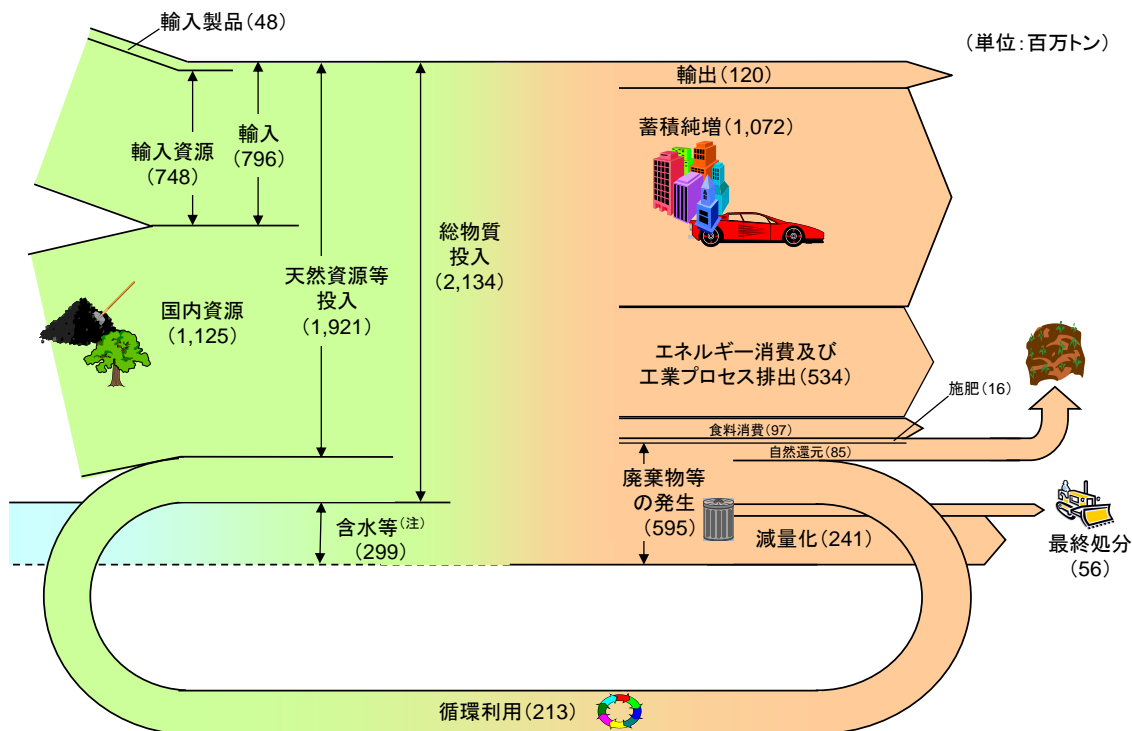 輸入製品(48)
(単位:百万トン)
輸出(120)
蓄積純増(1,072)
輸入
(796)
輸入資源
(748)
総物質
投入
(2,134)
天然資源等
投入
(1,921)
国内資源
(1,125)
エネルギー消費及び
工業プロセス排出(534)
施肥(16)
食料消費(97)
自然還元(85)
廃棄物等
の発生
(595)
含水等(注)
(299)
減量化(241)
最終処分
(56)
循環利用(213)